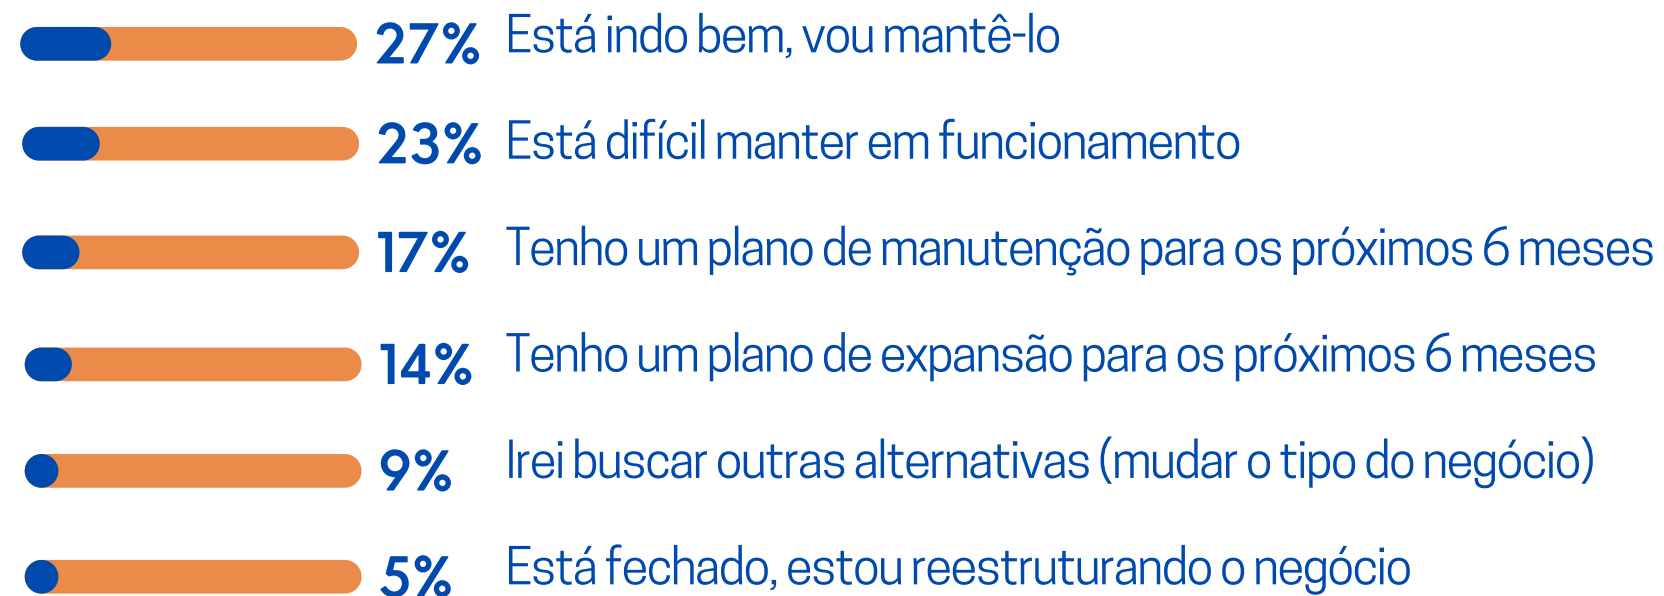 27% Está indo bem, vou mantê-lo
23% Está difícil manter em funcionamento
17% Tenho um plano de manutenção para os próximos 6 meses
14% Tenho um plano de expansão para os próximos 6 meses
9% Irei buscar outras alternativas (mudar o tipo do negócio)
5% Está fechado, estou reestruturando o negócio